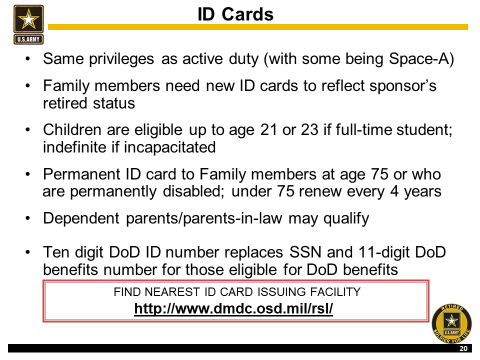 ID Cards
U.S.ARMY
• Same privileges as active duty (with some being Space-A)
• Family members need new ID cards to reflect sponsor's
retired status
• Children are eligible up to age 21 or 23 if full-time student;
indefinite if incapacitated
• Permanent ID card to Family members at age 75 or who
are permanently disabled; under 75 renew every 4 years
• Dependent parents/parents-in-law may qualify
• Ten digit DoD ID number replaces SSN and 11-digit DoD
benefits number for those eligible for DoD benefits
FIND NEAREST ID CARD ISSUING FACILITY
http://www.dmdc.osd.mil/rsl/
RETIRED
U.S.ARMY
SOLDIER FOR LIFE
20